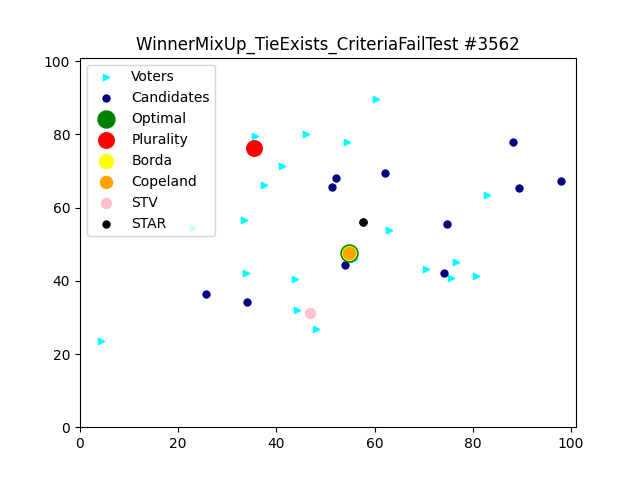 WinnerMixUp_TieExists_CriteriaFailTest #3562
100
80
60
40
20
0
Voters
Candidates
Optimal
Plurality
Borda
Copeland
STV
STAR
0 20 40 60 80 100